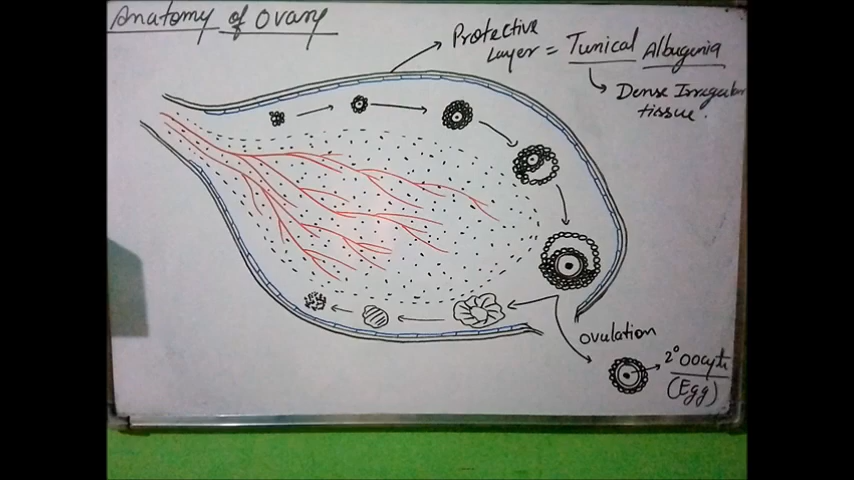 Anatomy of Ovary
Protective
Layer = Tunical Albugenia
Dense Irregular
tissue.
ovulation
2° Oocyte
(Egg)